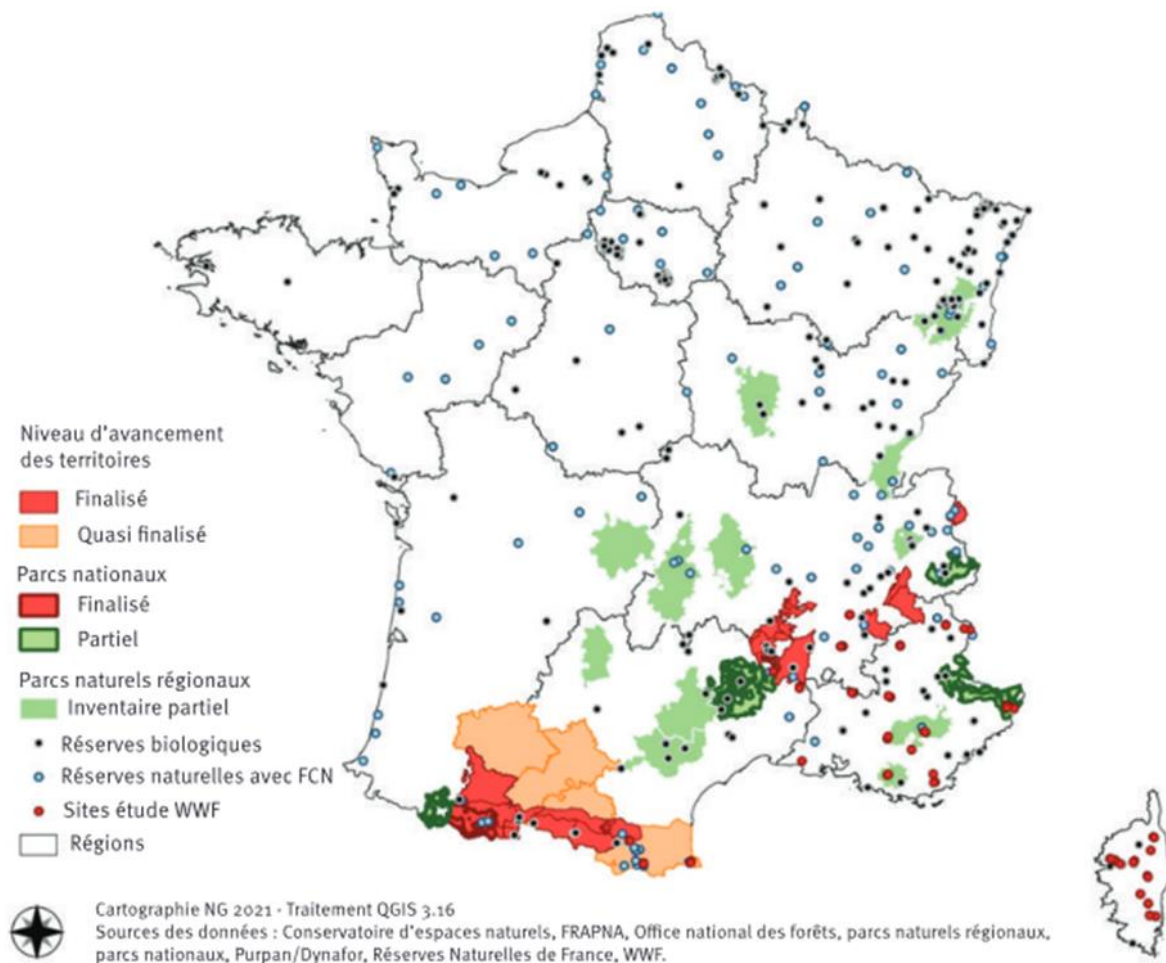 Niveau d'avancement
des territoires
Finalisé
Quasi finalisé
Parcs nationaux
Finalisé
Partiel
Parcs naturels régionaux
Inventaire partiel
Réserves biologiques
Réserves naturelles avec FCN
Sites étude WWF
Régions
Cartographie NG 2021 - Traitement QGIS 3.16
Sources des données : Conservatoire d'espaces naturels, FRAPNA, Office national des forêts, parcs naturels régionaux,
parcs nationaux, Purpan/Dynafor, Réserves Naturelles de France, WWF.